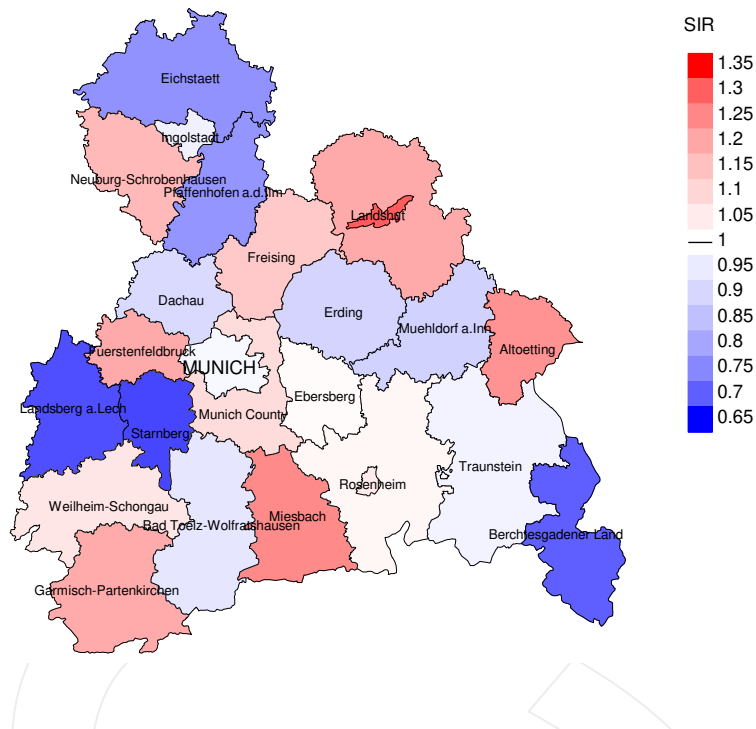 SIR
Eichstaett
1.35
1.3
1.25
1.2
1.15
1.1
1.05
1
0.95
0.9
0.85
0.8
0.75
0.7
0.65
Ingolstadt
Neuburg-Schrobenhausen
Pfaffenhofen a.d.Ilm
Landshut
Freising
Dachau
Erding
Muehldorf a.Inn
Altoetting
Fuerstenfeldbruck
MUNICH
Ebersberg
Landsberg a.Lech
Munich County
Starnberg
Traunstein
Rosenheim
Weilheim-Schongau
Miesbach
Bad Toelz-Wolfratshausen
Berchtesgadener Land
Garmisch-Partenkirchen